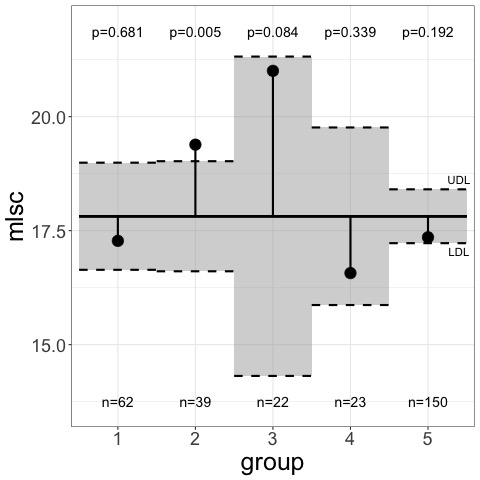 p=0.681 p=0.005 p=0.084 p=0.339 p=0.192
20.0
UDL
mlsc
17.5
LDL
15.0
n=62 n=39 n=22 n=23 n=150
1 2 3 4 5
group